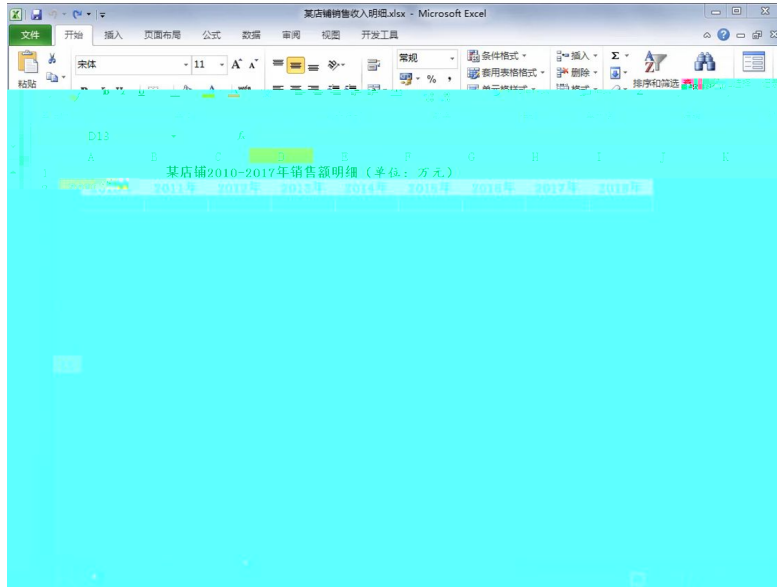 某店铺销售收入明细.xlsx - Microsoft Excel
文件 开始 插入 页面布局 公式 数据 审阅 视图 开发工具
宋体 11 A A 常规 条件格式 插入 Σ
粘贴 % , 套用表格格式 删除 排序和筛选
D13
A B C D E F G H I J K
某店铺2010-2017年销售额明细（单位：万元）
2011年 2012年 2013年 2014年 2015年 2016年 2017年